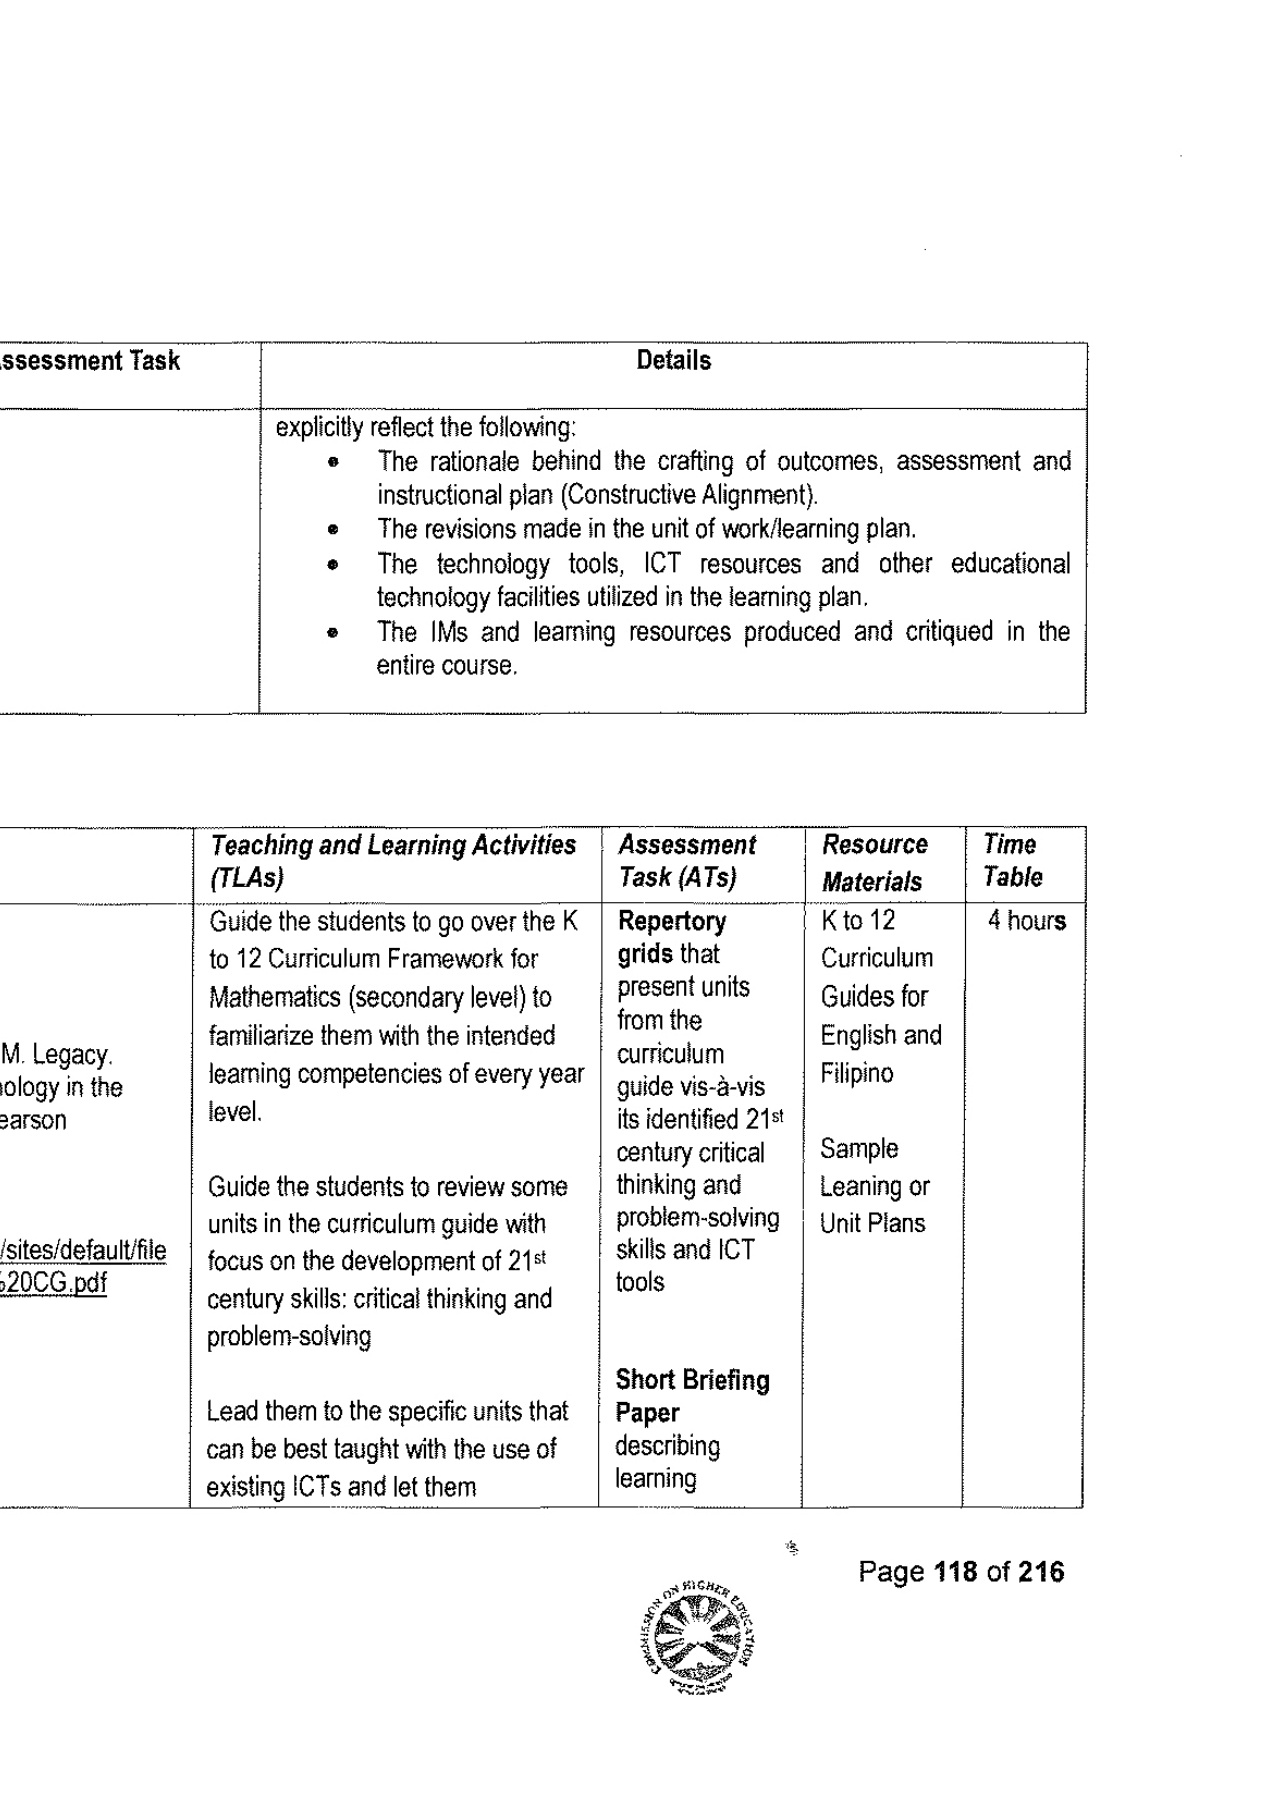 ssessment Task
Details
explicitly reflect the following:
• The rationale behind the crafting of outcomes, assessment and
instructional plan (Constructive Alignment).
• The revisions made in the unit of work/learning plan.
• The technology tools, ICT resources and other educational
technology facilities utilized in the learning plan.
• The IMs and learning resources produced and critiqued in the
entire course.
M. Legacy.
ology in the
earson
/sites/default/file
%20CG.pdf
Teaching and Learning Activities
(TLAs)
Guide the students to go over the K
to 12 Curriculum Framework for
Mathematics (secondary level) to
familiarize them with the intended
learning competencies of every year
level.
Guide the students to review some
units in the curriculum guide with
focus on the development of 21st
century skills: critical thinking and
problem-solving
Lead them to the specific units that
can be best taught with the use of
existing ICTs and let them
Assessment
Task (ATs)
Repertory
grids that
present units
from the
curriculum
guide vis-à-vis
its identified 21st
century critical
thinking and
problem-solving
skills and ICT
tools
Short Briefing
Paper
describing
learning
Resource
Materials
K to 12
Curriculum
Guides for
English and
Filipino
Sample
Leaning or
Unit Plans
Time
Table
4 hours
Page 118 of 216
COMMISSION ON HIGHER EDUCATION